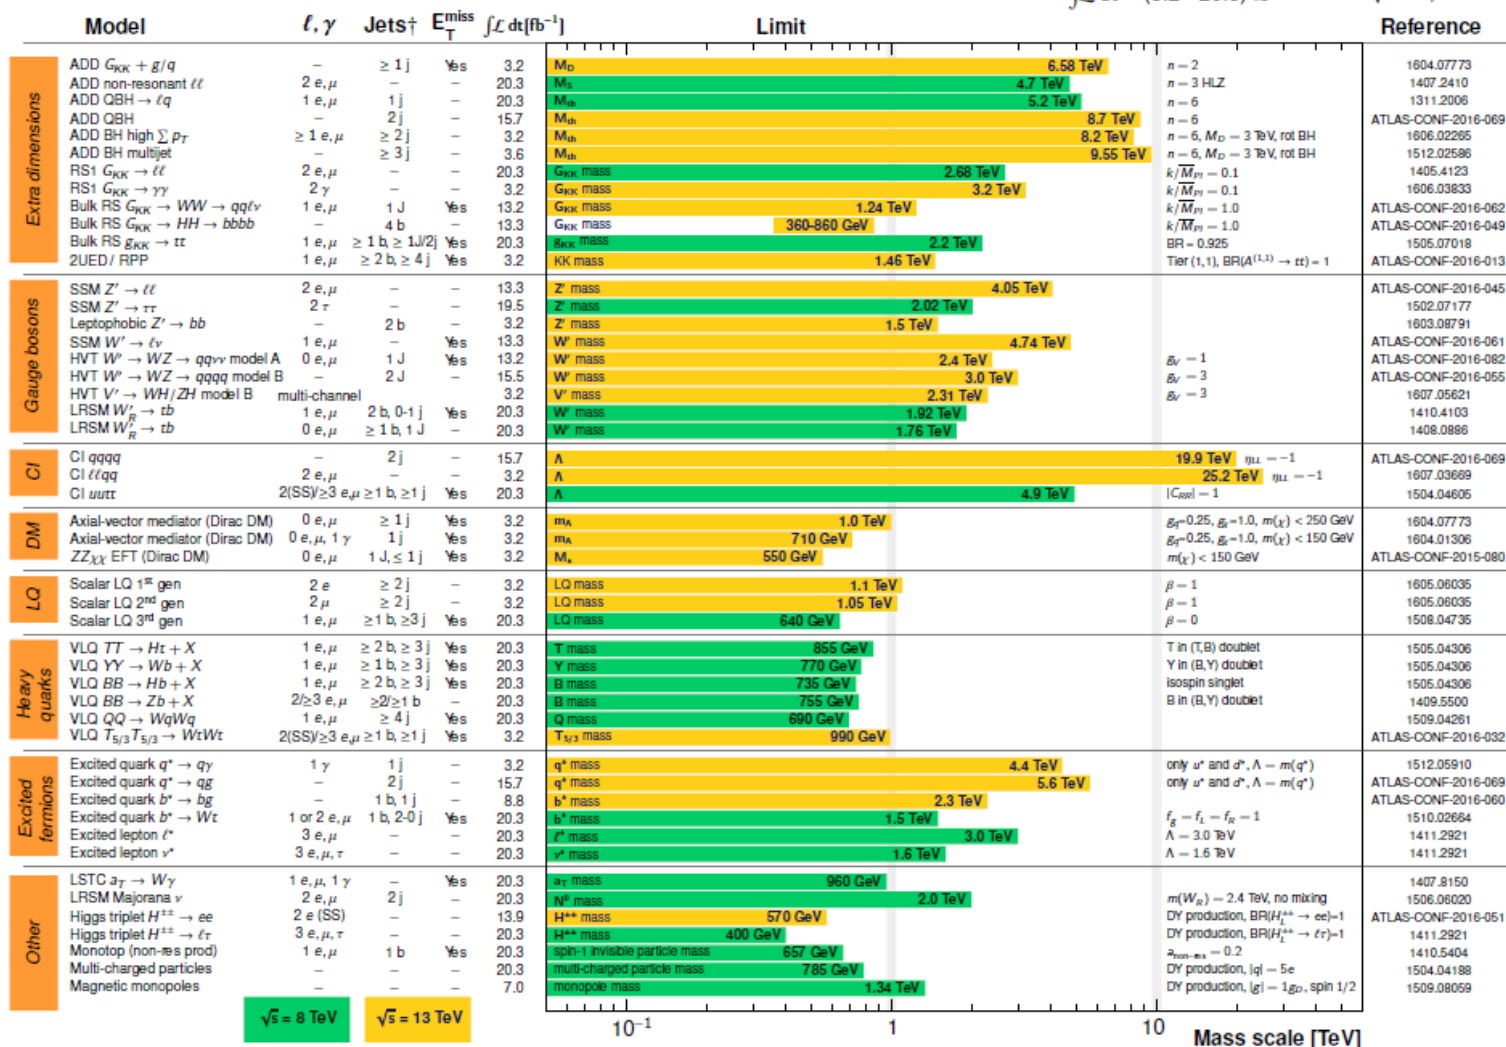 Model ℓ, γ Jets† E_T^miss ∫ℒ dt[fb⁻¹] Limit Reference
Extra dimensions
ADD G_KK + g/q – ≥ 1 j Yes 3.2 M_D 6.58 TeV n = 2 1604.07773
ADD non-resonant ℓℓ 2 e, μ – – 20.3 M_S 4.7 TeV n = 3 HLZ 1407.2410
ADD QBH → ℓq 1 e, μ 1 j – 20.3 M_th 5.2 TeV n = 6 1311.2006
ADD QBH – 2 j – 15.7 M_th 8.7 TeV n = 6 ATLAS-CONF-2016-069
ADD BH high ∑ p_T ≥ 1 e, μ ≥ 2 j – 3.2 M_th 8.2 TeV n = 6, M_D = 3 TeV, rot BH 1606.02265
ADD BH multijet – ≥ 3 j – 3.6 M_th 9.55 TeV n = 6, M_D = 3 TeV, rot BH 1512.02586
RS1 G_KK → ℓℓ 2 e, μ – – 20.3 G_KK mass 2.68 TeV k/M̅_Pl = 0.1 1405.4123
RS1 G_KK → γγ 2 γ – – 3.2 G_KK mass 3.2 TeV k/M̅_Pl = 0.1 1606.03833
Bulk RS G_KK → WW → qqℓν 1 e, μ 1 J Yes 13.2 G_KK mass 1.24 TeV k/M̅_Pl = 1.0 ATLAS-CONF-2016-062
Bulk RS G_KK → HH → bbbb – 4 b – 13.3 G_KK mass 360-860 GeV k/M̅_Pl = 1.0 ATLAS-CONF-2016-049
Bulk RS g_KK → tt 1 e, μ ≥ 1 b, ≥ 1J/2j Yes 20.3 g_KK mass 2.2 TeV BR = 0.925 1505.07018
2UED / RPP 1 e, μ ≥ 2 b, ≥ 4 j Yes 3.2 KK mass 1.46 TeV Tier (1,1), BR(A^(1,1) → tt) = 1 ATLAS-CONF-2016-013
Gauge bosons
SSM Z′ → ℓℓ 2 e, μ – – 13.3 Z′ mass 4.05 TeV ATLAS-CONF-2016-045
SSM Z′ → ττ 2 τ – – 19.5 Z′ mass 2.02 TeV 1502.07177
Leptophobic Z′ → bb – 2 b – 3.2 Z′ mass 1.5 TeV 1603.08791
SSM W′ → ℓν 1 e, μ – Yes 13.3 W′ mass 4.74 TeV ATLAS-CONF-2016-061
HVT W′ → WZ → qqνν model A 0 e, μ 1 J Yes 13.2 W′ mass 2.4 TeV g_V = 1 ATLAS-CONF-2016-082
HVT W′ → WZ → qqqq model B – 2 J – 15.5 W′ mass 3.0 TeV g_V = 3 ATLAS-CONF-2016-055
HVT V′ → WH/ZH model B multi-channel 3.2 V′ mass 2.31 TeV g_V = 3 1607.05621
LRSM W′_R → tb 1 e, μ 2 b, 0-1 j Yes 20.3 W′ mass 1.92 TeV 1410.4103
LRSM W′_R → tb 0 e, μ ≥ 1 b, 1 J – 20.3 W′ mass 1.76 TeV 1408.0886
CI
CI qqqq – 2 j – 15.7 Λ 19.9 TeV η_LL = −1 ATLAS-CONF-2016-069
CI ℓℓqq 2 e, μ – – 3.2 Λ 25.2 TeV η_LL = −1 1607.03669
CI uutt 2(SS)/≥3 e,μ ≥1 b, ≥1 j Yes 20.3 Λ 4.9 TeV |C_RR| = 1 1504.04605
DM
Axial-vector mediator (Dirac DM) 0 e, μ ≥ 1 j Yes 3.2 m_A 1.0 TeV g_q=0.25, g_χ=1.0, m(χ) < 250 GeV 1604.07773
Axial-vector mediator (Dirac DM) 0 e, μ, 1 γ 1 j Yes 3.2 m_A 710 GeV g_q=0.25, g_χ=1.0, m(χ) < 150 GeV 1604.01306
ZZχχ EFT (Dirac DM) 0 e, μ 1 J, ≤ 1 j Yes 3.2 M_* 550 GeV m(χ) < 150 GeV ATLAS-CONF-2015-080
LQ
Scalar LQ 1st gen 2 e ≥ 2 j – 3.2 LQ mass 1.1 TeV β = 1 1605.06035
Scalar LQ 2nd gen 2 μ ≥ 2 j – 3.2 LQ mass 1.05 TeV β = 1 1605.06035
Scalar LQ 3rd gen 1 e, μ ≥1 b, ≥3 j Yes 20.3 LQ mass 640 GeV β = 0 1508.04735
Heavy quarks
VLQ TT → Ht + X 1 e, μ ≥ 2 b, ≥ 3 j Yes 20.3 T mass 855 GeV T in (T,B) doublet 1505.04306
VLQ YY → Wb + X 1 e, μ ≥ 1 b, ≥ 3 j Yes 20.3 Y mass 770 GeV Y in (B,Y) doublet 1505.04306
VLQ BB → Hb + X 1 e, μ ≥ 2 b, ≥ 3 j Yes 20.3 B mass 735 GeV isospin singlet 1505.04306
VLQ BB → Zb + X 2/≥3 e, μ ≥2/≥1 b – 20.3 B mass 755 GeV B in (B,Y) doublet 1409.5500
VLQ QQ → WqWq 1 e, μ ≥ 4 j Yes 20.3 Q mass 690 GeV 1509.04261
VLQ T_5/3 T_5/3 → WtWt 2(SS)/≥3 e,μ ≥1 b, ≥1 j Yes 3.2 T_5/3 mass 990 GeV ATLAS-CONF-2016-032
Excited fermions
Excited quark q* → qγ 1 γ 1 j – 3.2 q* mass 4.4 TeV only u* and d*, Λ = m(q*) 1512.05910
Excited quark q* → qg – 2 j – 15.7 q* mass 5.6 TeV only u* and d*, Λ = m(q*) ATLAS-CONF-2016-069
Excited quark b* → bg – 1 b, 1 j – 8.8 b* mass 2.3 TeV ATLAS-CONF-2016-060
Excited quark b* → Wt 1 or 2 e, μ 1 b, 2-0 j Yes 20.3 b* mass 1.5 TeV f_g = f_L = f_R = 1 1510.02664
Excited lepton ℓ* 3 e, μ – – 20.3 ℓ* mass 3.0 TeV Λ = 3.0 TeV 1411.2921
Excited lepton ν* 3 e, μ, τ – – 20.3 ν* mass 1.6 TeV Λ = 1.6 TeV 1411.2921
Other
LSTC a_T → Wγ 1 e, μ, 1 γ – Yes 20.3 a_T mass 960 GeV 1407.8150
LRSM Majorana ν 2 e, μ 2 j – 20.3 N⁰ mass 2.0 TeV m(W_R) = 2.4 TeV, no mixing 1506.06020
Higgs triplet H^±± → ee 2 e (SS) – – 13.9 H^±± mass 570 GeV DY production, BR(H_L^±± → ee)=1 ATLAS-CONF-2016-051
Higgs triplet H^±± → ℓτ 3 e, μ, τ – – 20.3 H^±± mass 400 GeV DY production, BR(H_L^±± → ℓτ)=1 1411.2921
Monotop (non-res prod) 1 e, μ 1 b Yes 20.3 spin-1 invisible particle mass 657 GeV a_non-res = 0.2 1410.5404
Multi-charged particles – – – 20.3 multi-charged particle mass 785 GeV DY production, |q| = 5e 1504.04188
Magnetic monopoles – – – 7.0 monopole mass 1.34 TeV DY production, |g| = 1g_D, spin 1/2 1509.08059
√s = 8 TeV √s = 13 TeV
10⁻¹ 1 10
Mass scale [TeV]